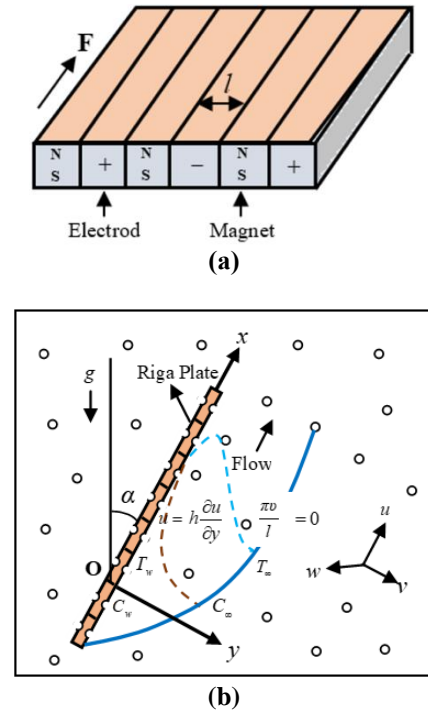 F
l
N N N
S + S − S +
Electrod Magnet
(a)
x
g Riga Plate
Flow
α u
u = h ∂u/∂y πυ/l = 0
O T_w T_∞ w v
C_w C_∞
y
(b)